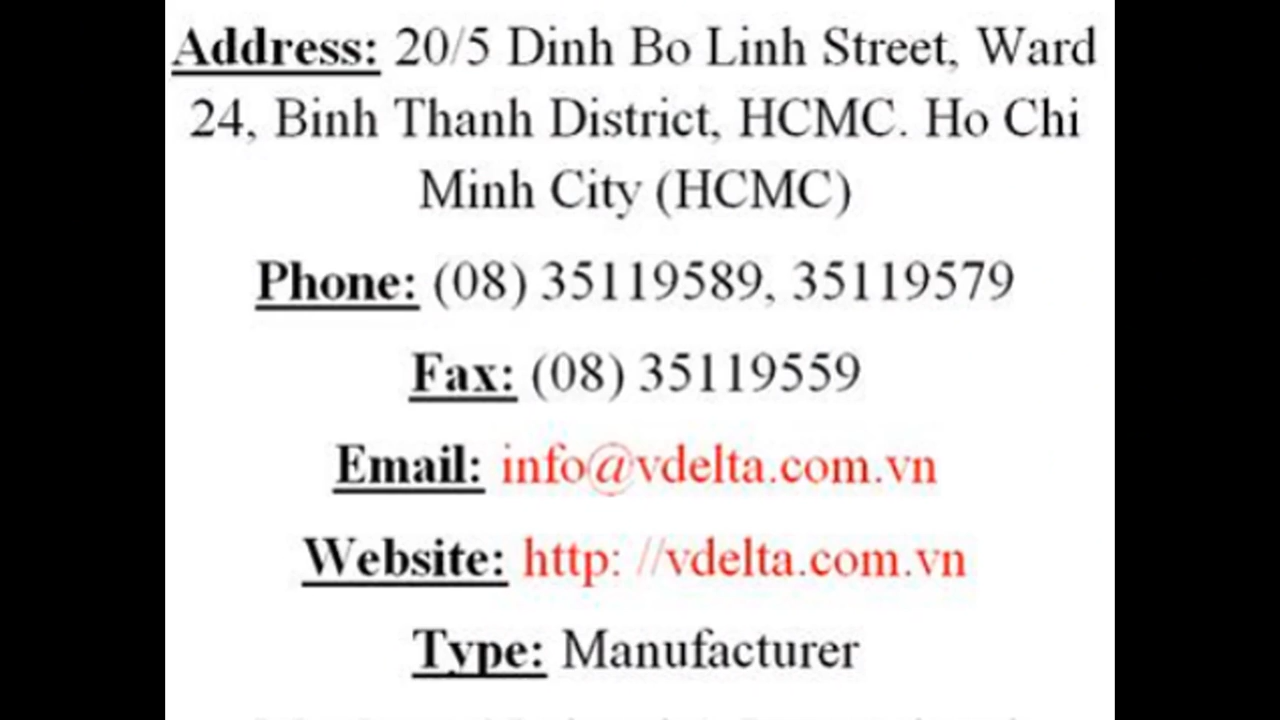 Address: 20/5 Dinh Bo Linh Street, Ward
24, Binh Thanh District, HCMC. Ho Chi
Minh City (HCMC)
Phone: (08) 35119589, 35119579
Fax: (08) 35119559
Email: info@vdelta.com.vn
Website: http: //vdelta.com.vn
Type: Manufacturer